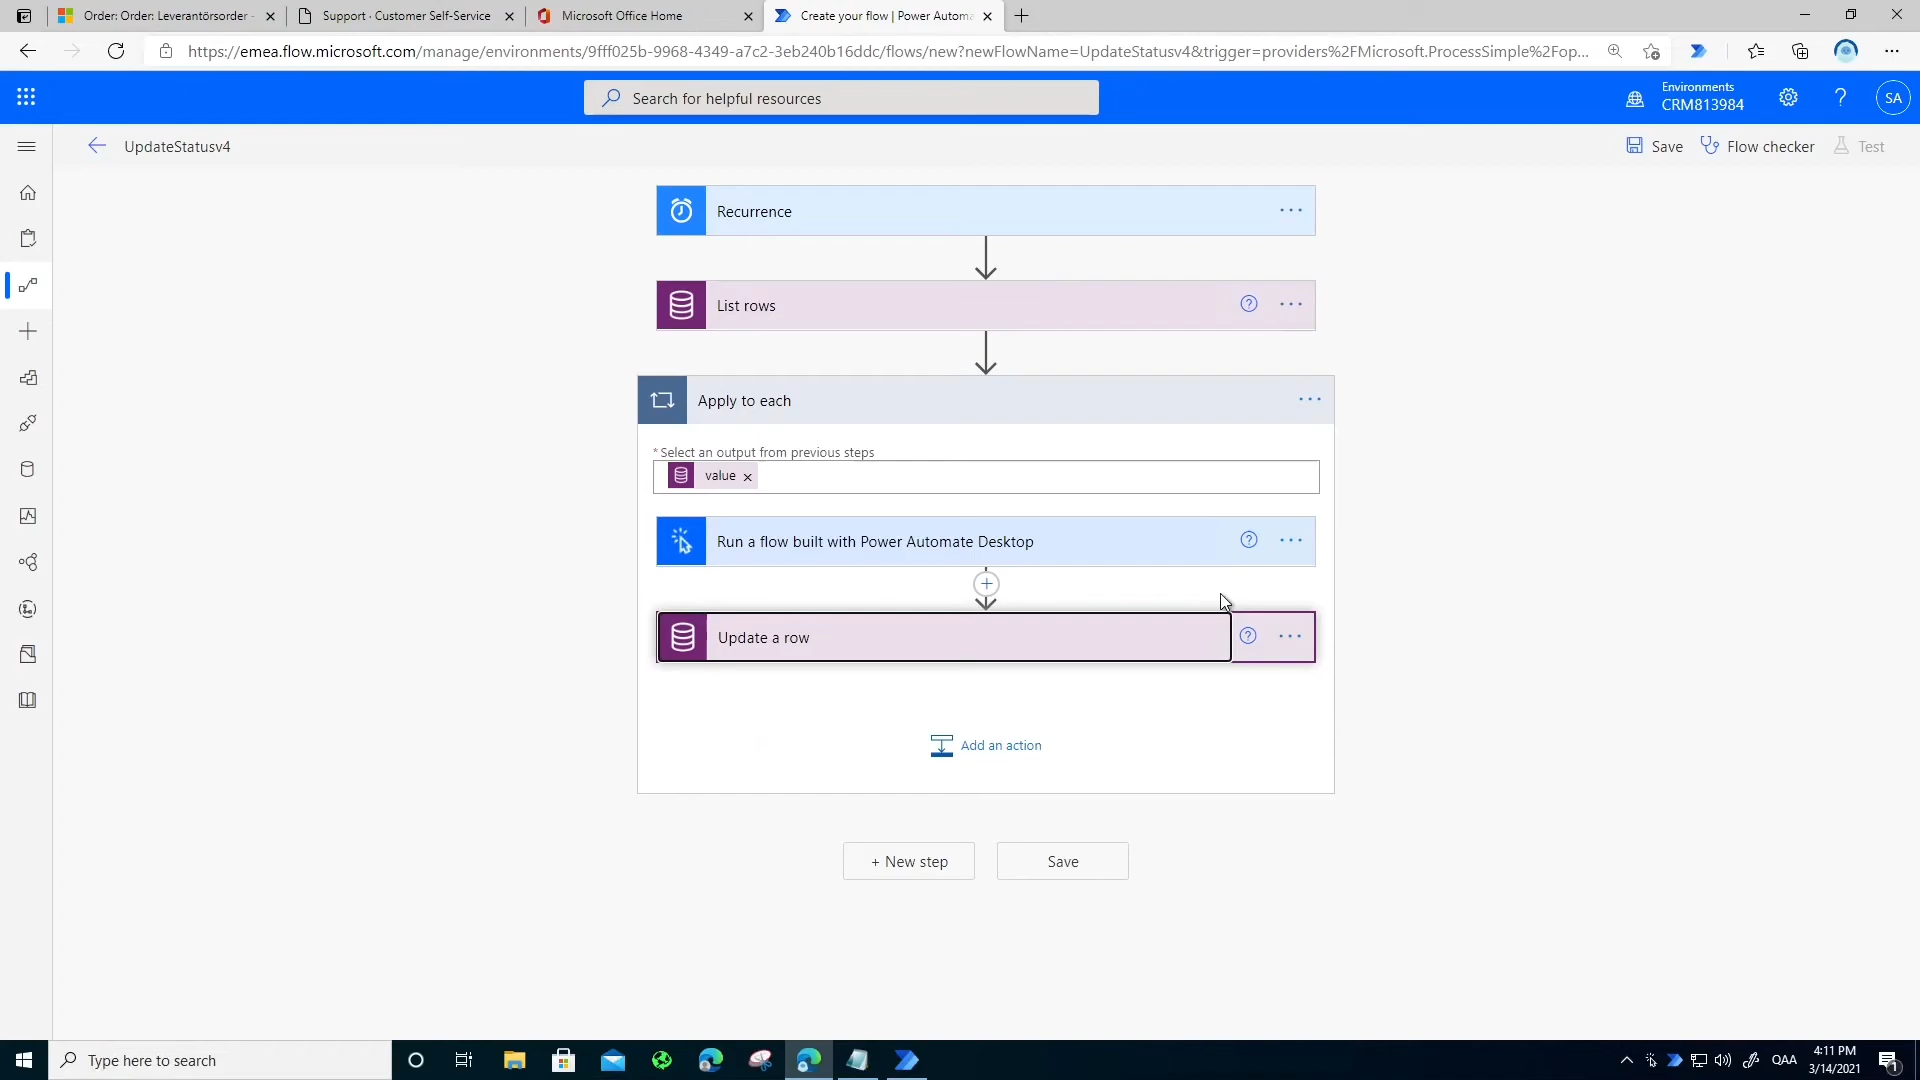 Order: Order: Leverantörsorder -
Support · Customer Self-Service
Microsoft Office Home
Create your flow | Power Automa
https://emea.flow.microsoft.com/manage/environments/9fff025b-9968-4349-a7c2-3eb240b16ddc/flows/new?newFlowName=UpdateStatusv4&trigger=providers%2FMicrosoft.ProcessSimple%2Fop...
Search for helpful resources
Environments
CRM813984
SA
UpdateStatusv4
Save
Flow checker
Test
Recurrence
List rows
Apply to each
* Select an output from previous steps
value
Run a flow built with Power Automate Desktop
Update a row
Add an action
+ New step
Save
Type here to search
QAA
4:11 PM
3/14/2021
1